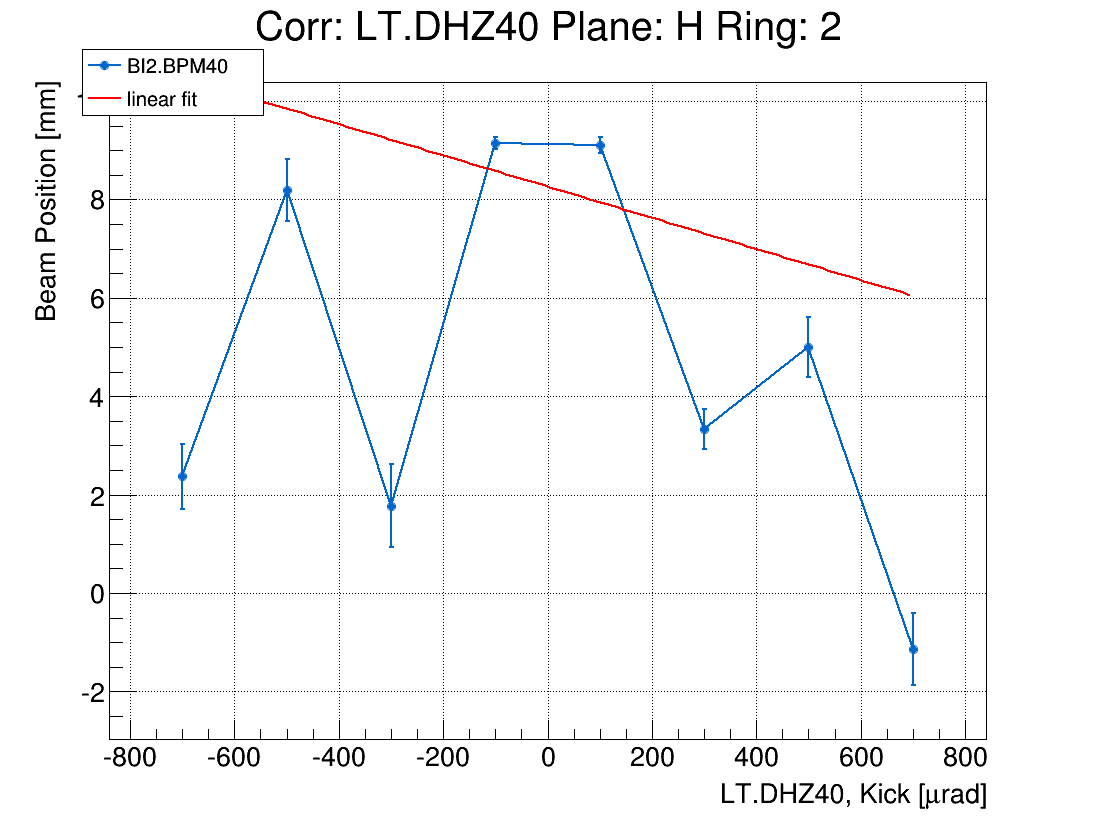 Corr: LT.DHZ40 Plane: H Ring: 2
BI2.BPM40
linear fit
Beam Position [mm]
8
6
4
2
0
-2
-800 -600 -400 -200 0 200 400 600 800
LT.DHZ40, Kick [μrad]